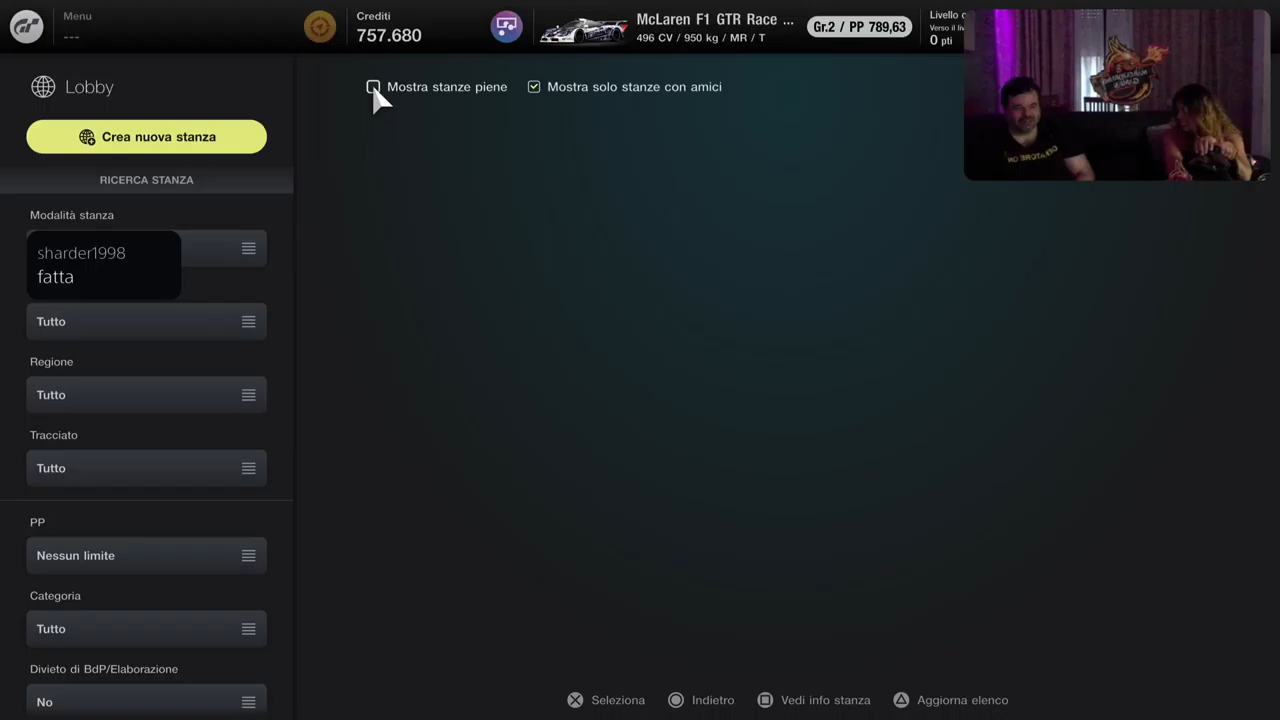 Menu
---
Crediti
757.680
McLaren F1 GTR Race ...
496 CV / 950 kg / MR / T
Gr.2 / PP 789,63
Livello
0 pti
Lobby
Mostra stanze piene
Mostra solo stanze con amici
Crea nuova stanza
RICERCA STANZA
Modalità stanza
sharder1998
fatta
Tutto
Regione
Tutto
Tracciato
Tutto
PP
Nessun limite
Categoria
Tutto
Divieto di BdP/Elaborazione
No
Seleziona
Indietro
Vedi info stanza
Aggiorna elenco